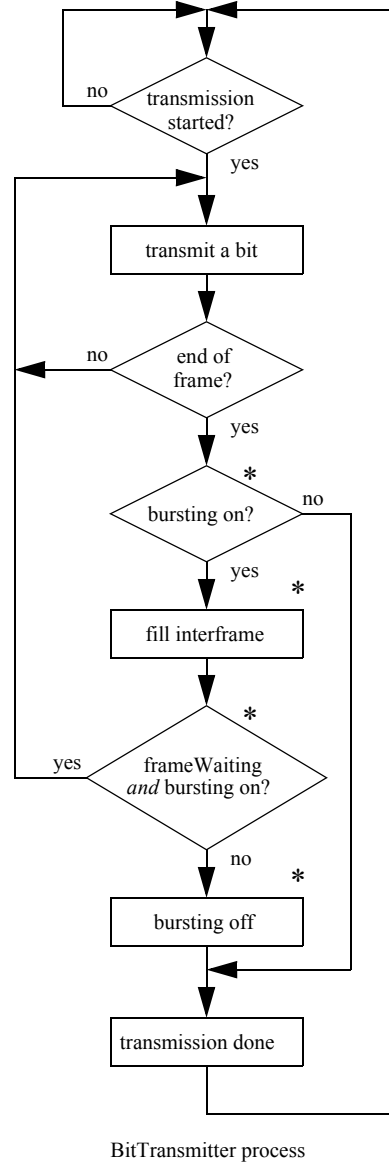 no
transmission
started?
yes
transmit a bit
no
end of
frame?
yes
*
bursting on?
no
yes
*
fill interframe
*
yes
frameWaiting
and bursting on?
no
*
bursting off
transmission done
BitTransmitter process